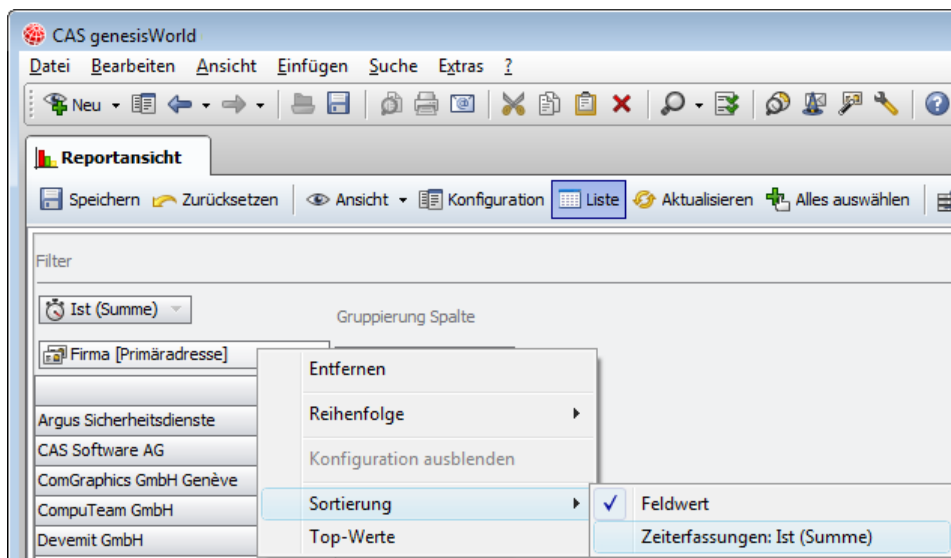 CAS genesisWorld
Datei Bearbeiten Ansicht Einfügen Suche Extras ?
Neu
Reportansicht
Speichern Zurücksetzen Ansicht Konfiguration Liste Aktualisieren Alles auswählen
Filter
Ist (Summe)
Gruppierung Spalte
Firma [Primäradresse]
Entfernen
Reihenfolge
Argus Sicherheitsdienste
CAS Software AG
Konfiguration ausblenden
ComGraphics GmbH Genève
Sortierung
Feldwert
CompuTeam GmbH
Top-Werte
Zeiterfassungen: Ist (Summe)
Devemit GmbH